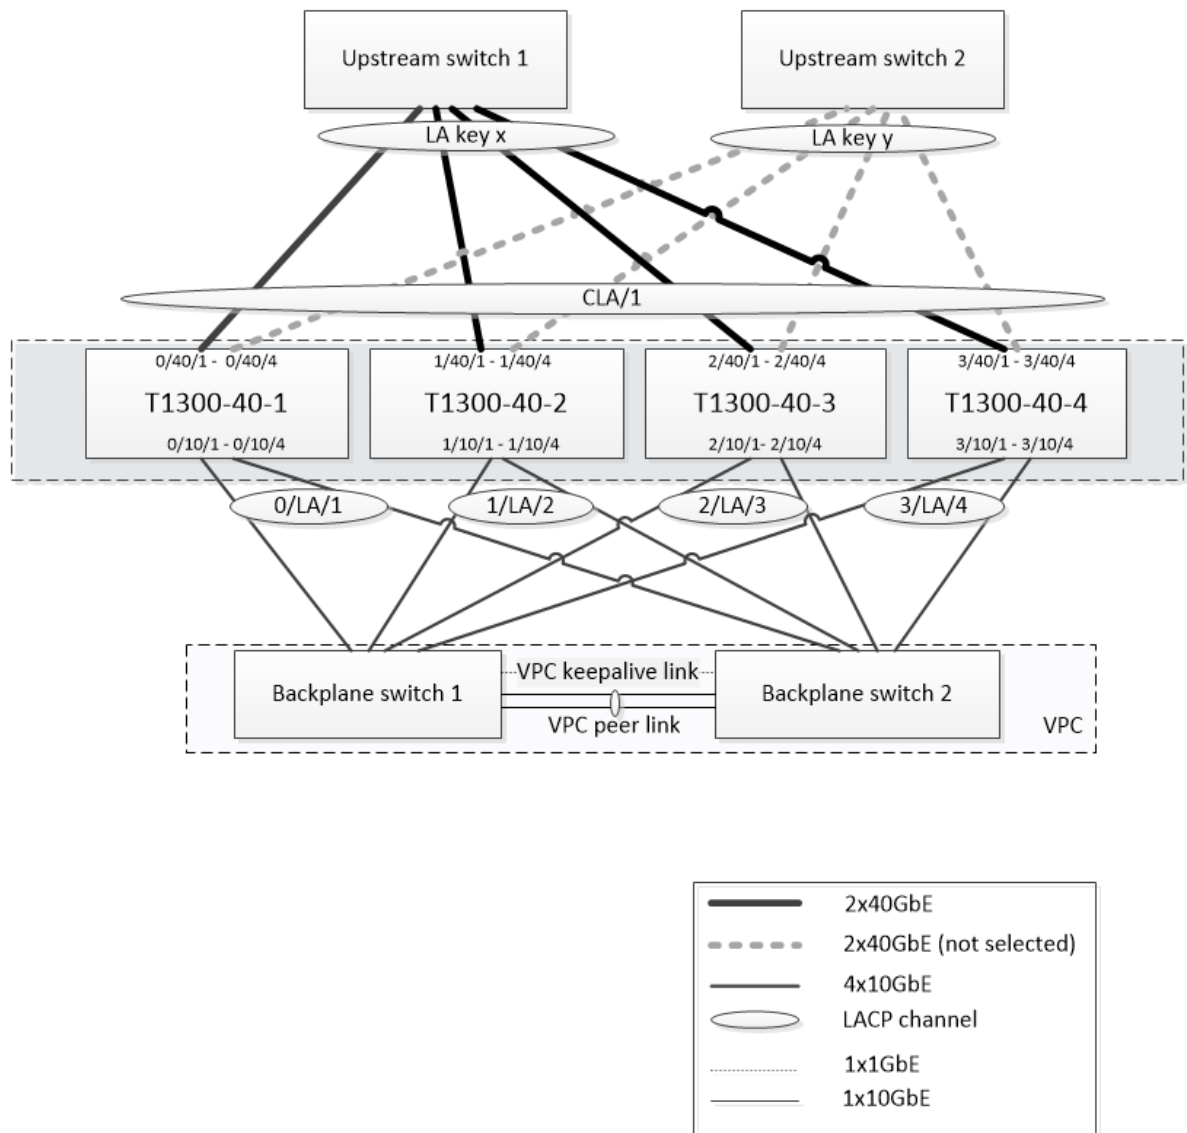 Upstream switch 1
Upstream switch 2
LA key x
LA key y
CLA/1
0/40/1 - 0/40/4
1/40/1 - 1/40/4
2/40/1 - 2/40/4
3/40/1 - 3/40/4
T1300-40-1
T1300-40-2
T1300-40-3
T1300-40-4
0/10/1 - 0/10/4
1/10/1 - 1/10/4
2/10/1- 2/10/4
3/10/1 - 3/10/4
0/LA/1
1/LA/2
2/LA/3
3/LA/4
Backplane switch 1
VPC keepalive link
Backplane switch 2
VPC peer link
VPC
2x40GbE
2x40GbE (not selected)
4x10GbE
LACP channel
1x1GbE
1x10GbE